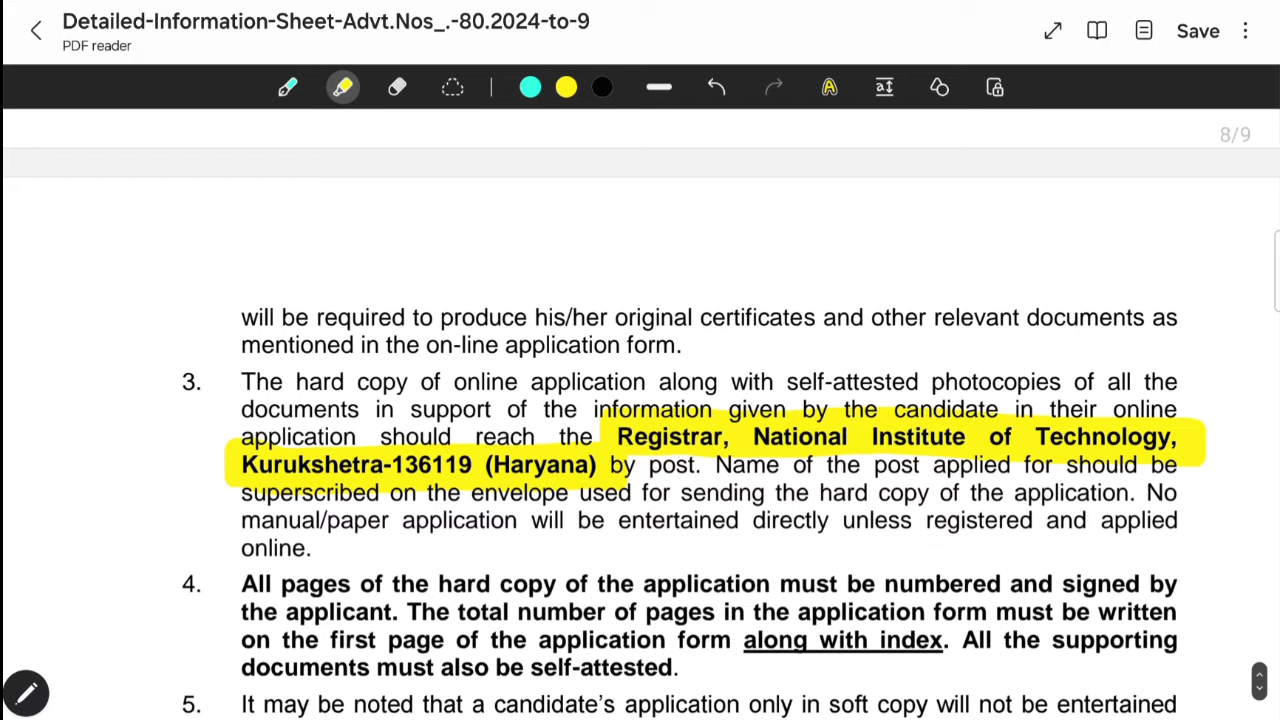 Detailed-Information-Sheet-Advt.Nos_.-80.2024-to-9
PDF reader
Save
8/9
will be required to produce his/her original certificates and other relevant documents as
mentioned in the on-line application form.
3. The hard copy of online application along with self-attested photocopies of all the
documents in support of the information given by the candidate in their online
application should reach the Registrar, National Institute of Technology,
Kurukshetra-136119 (Haryana) by post. Name of the post applied for should be
superscribed on the envelope used for sending the hard copy of the application. No
manual/paper application will be entertained directly unless registered and applied
online.
4. All pages of the hard copy of the application must be numbered and signed by
the applicant. The total number of pages in the application form must be written
on the first page of the application form along with index. All the supporting
documents must also be self-attested.
5. It may be noted that a candidate's application only in soft copy will not be entertained